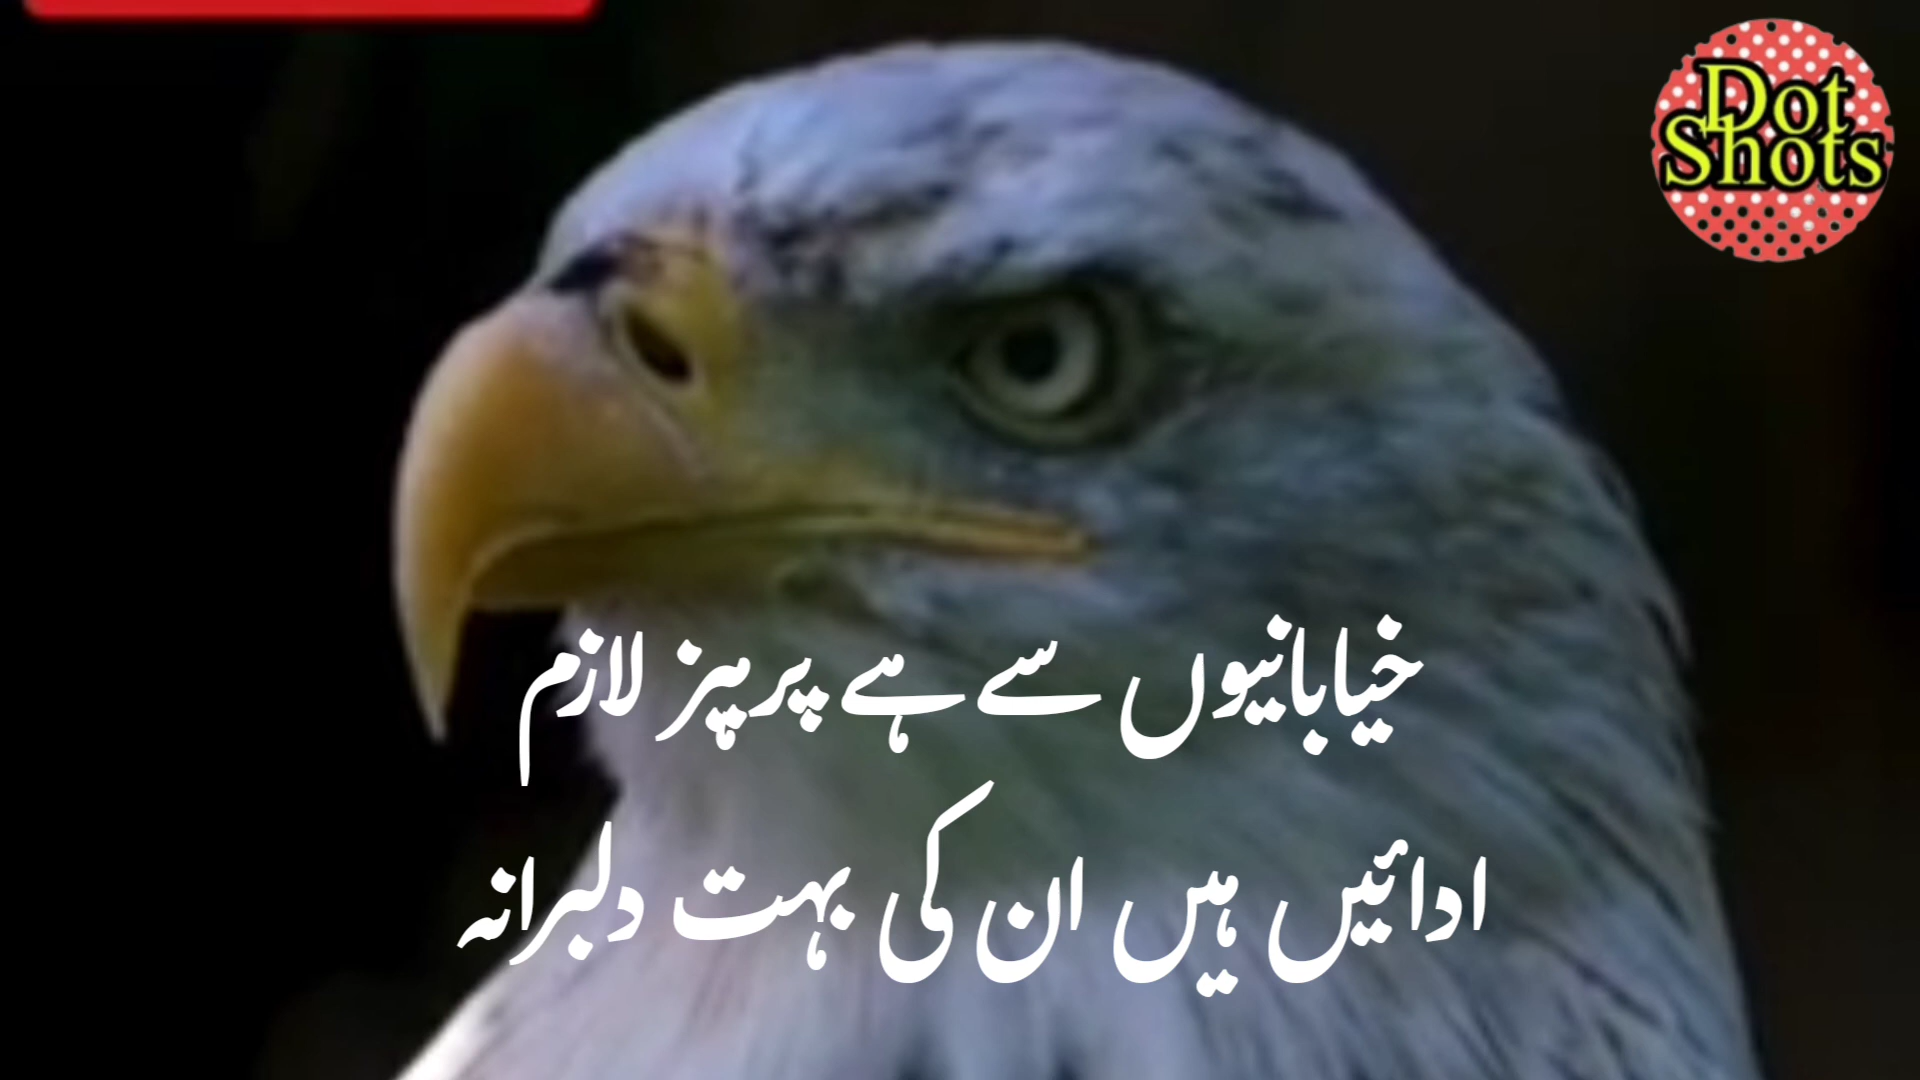 Dot
Shots
خیابانیوں سے ہے پرہیز لازم
ادائیں ہیں ان کی بہت دلبرانہ